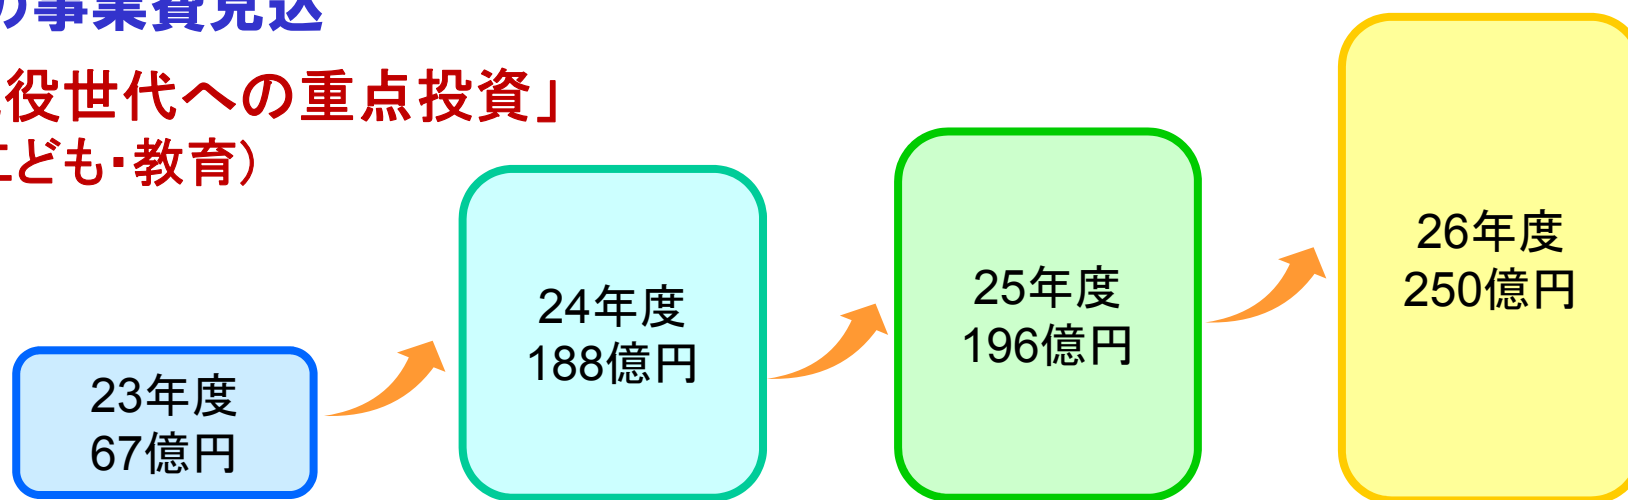 の事業費見込
役世代への重点投資」
こども・教育）
23年度
67億円
24年度
188億円
25年度
196億円
26年度
250億円